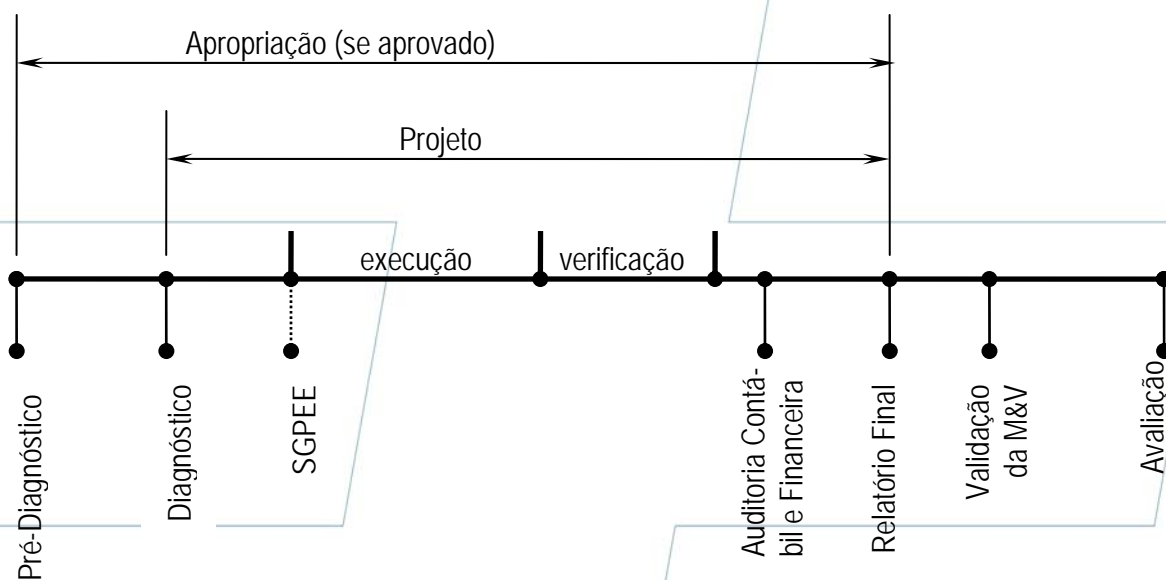 Apropriação (se aprovado)
Projeto
execução
verificação
Pré-Diagnóstico
Diagnóstico
SGPEE
Auditoria Contá-
bil e Financeira
Relatório Final
Validação
da M&V
Avaliação